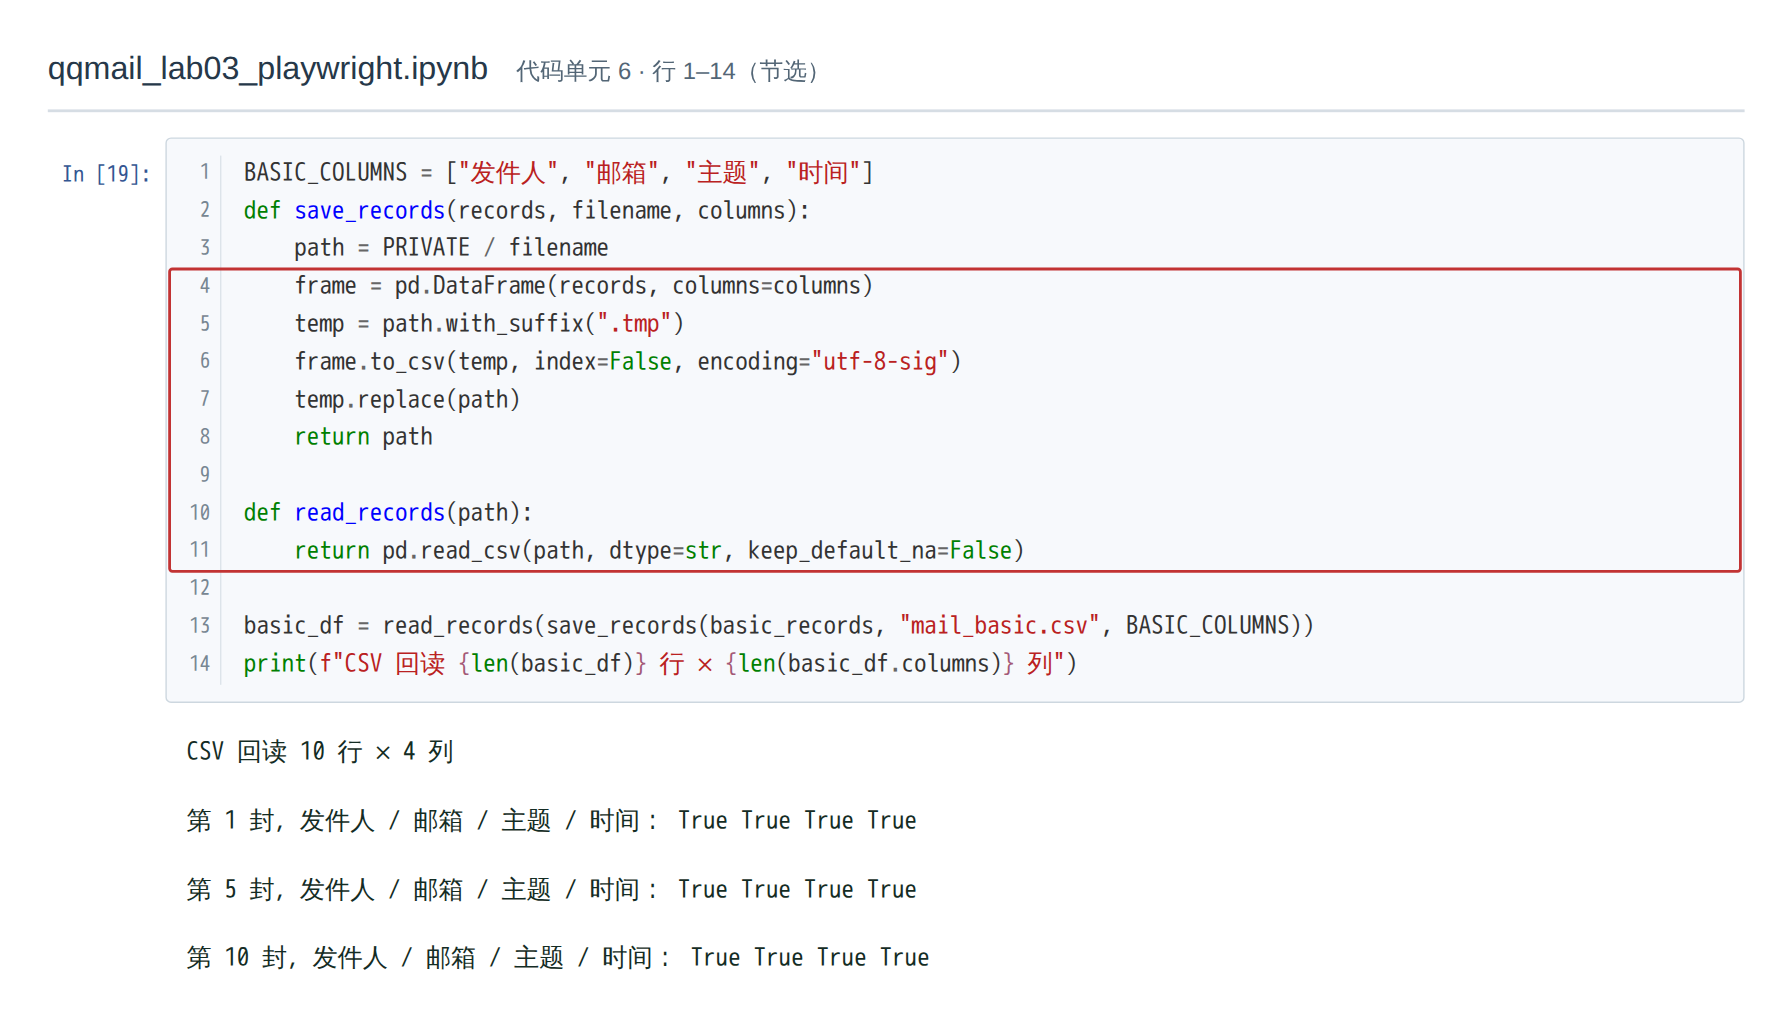 qqmail_lab03_playwright.ipynb 代码单元 6 · 行 1–14（节选）
In [19]:
1 BASIC_COLUMNS = ["发件人", "邮箱", "主题", "时间"]
2 def save_records(records, filename, columns):
3     path = PRIVATE / filename
4     frame = pd.DataFrame(records, columns=columns)
5     temp = path.with_suffix(".tmp")
6     frame.to_csv(temp, index=False, encoding="utf-8-sig")
7     temp.replace(path)
8     return path
9
10 def read_records(path):
11     return pd.read_csv(path, dtype=str, keep_default_na=False)
12
13 basic_df = read_records(save_records(basic_records, "mail_basic.csv", BASIC_COLUMNS))
14 print(f"CSV 回读 {len(basic_df)} 行 × {len(basic_df.columns)} 列")
CSV 回读 10 行 × 4 列
第 1 封, 发件人 / 邮箱 / 主题 / 时间： True True True True
第 5 封, 发件人 / 邮箱 / 主题 / 时间： True True True True
第 10 封, 发件人 / 邮箱 / 主题 / 时间： True True True True